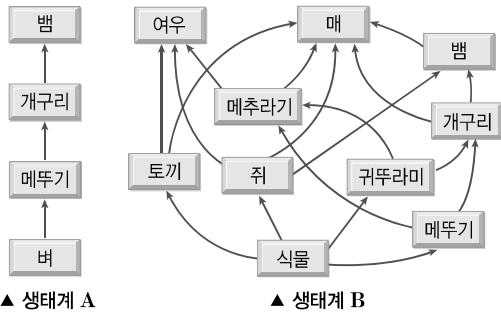 뱀
개구리
메뚜기
벼
▲ 생태계 A
여우
매
뱀
메추라기
개구리
토끼
쥐
귀뚜라미
메뚜기
식물
▲ 생태계 B